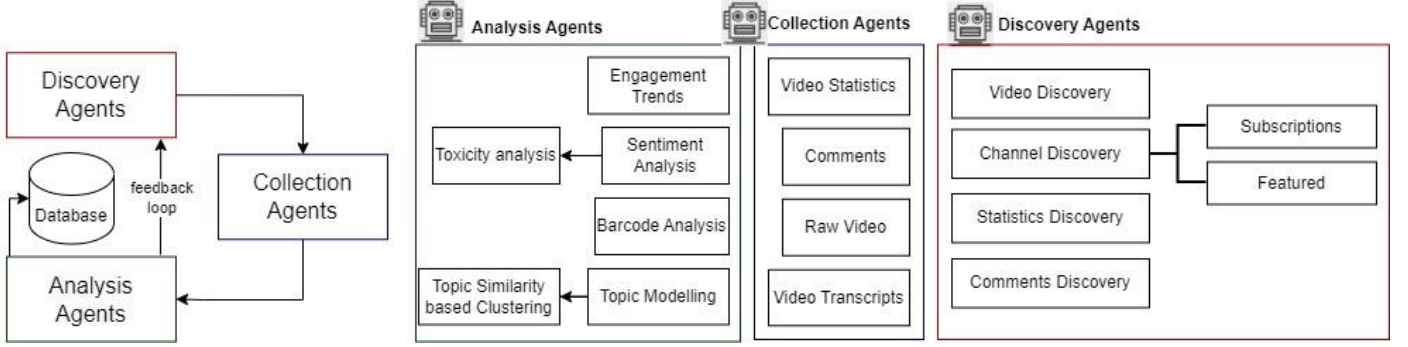 Discovery
Agents
Database
feedback
loop
Collection
Agents
Analysis
Agents
Analysis Agents
Engagement
Trends
Toxicity analysis
Sentiment
Analysis
Barcode Analysis
Topic Similarity
based Clustering
Topic Modelling
Collection Agents
Video Statistics
Comments
Raw Video
Video Transcripts
Discovery Agents
Video Discovery
Channel Discovery
Subscriptions
Featured
Statistics Discovery
Comments Discovery